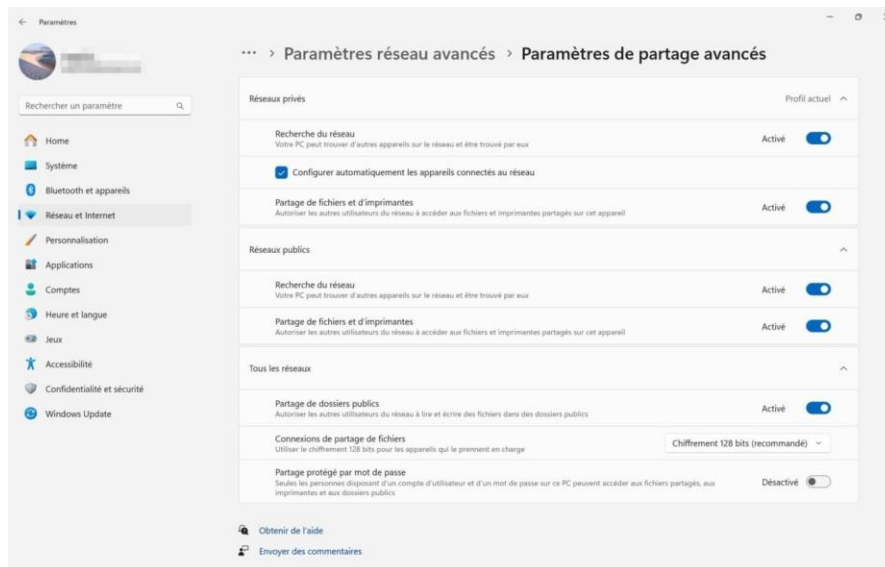 Paramètres
··· > Paramètres réseau avancés > Paramètres de partage avancés
Rechercher un paramètre
Home
Système
Bluetooth et appareils
Réseau et Internet
Personnalisation
Applications
Comptes
Heure et langue
Jeux
Accessibilité
Confidentialité et sécurité
Windows Update
Réseaux privés
Profil actuel
Recherche du réseau
Votre PC peut trouver d'autres appareils sur le réseau et être trouvé par eux
Activé
Configurer automatiquement les appareils connectés au réseau
Partage de fichiers et d'imprimantes
Autoriser les autres utilisateurs du réseau à accéder aux fichiers et imprimantes partagés sur cet appareil
Activé
Réseaux publics
Recherche du réseau
Votre PC peut trouver d'autres appareils sur le réseau et être trouvé par eux
Activé
Partage de fichiers et d'imprimantes
Autoriser les autres utilisateurs du réseau à accéder aux fichiers et imprimantes partagés sur cet appareil
Activé
Tous les réseaux
Partage de dossiers publics
Autoriser les autres utilisateurs du réseau à lire et écrire des fichiers dans des dossiers publics
Activé
Connexions de partage de fichiers
Utiliser le chiffrement 128 bits pour les appareils qui le prennent en charge
Chiffrement 128 bits (recommandé)
Partage protégé par mot de passe
Seules les personnes disposant d'un compte d'utilisateur et d'un mot de passe sur ce PC peuvent accéder aux fichiers partagés, aux
imprimantes et aux dossiers publics
Désactivé
Obtenir de l'aide
Envoyer des commentaires